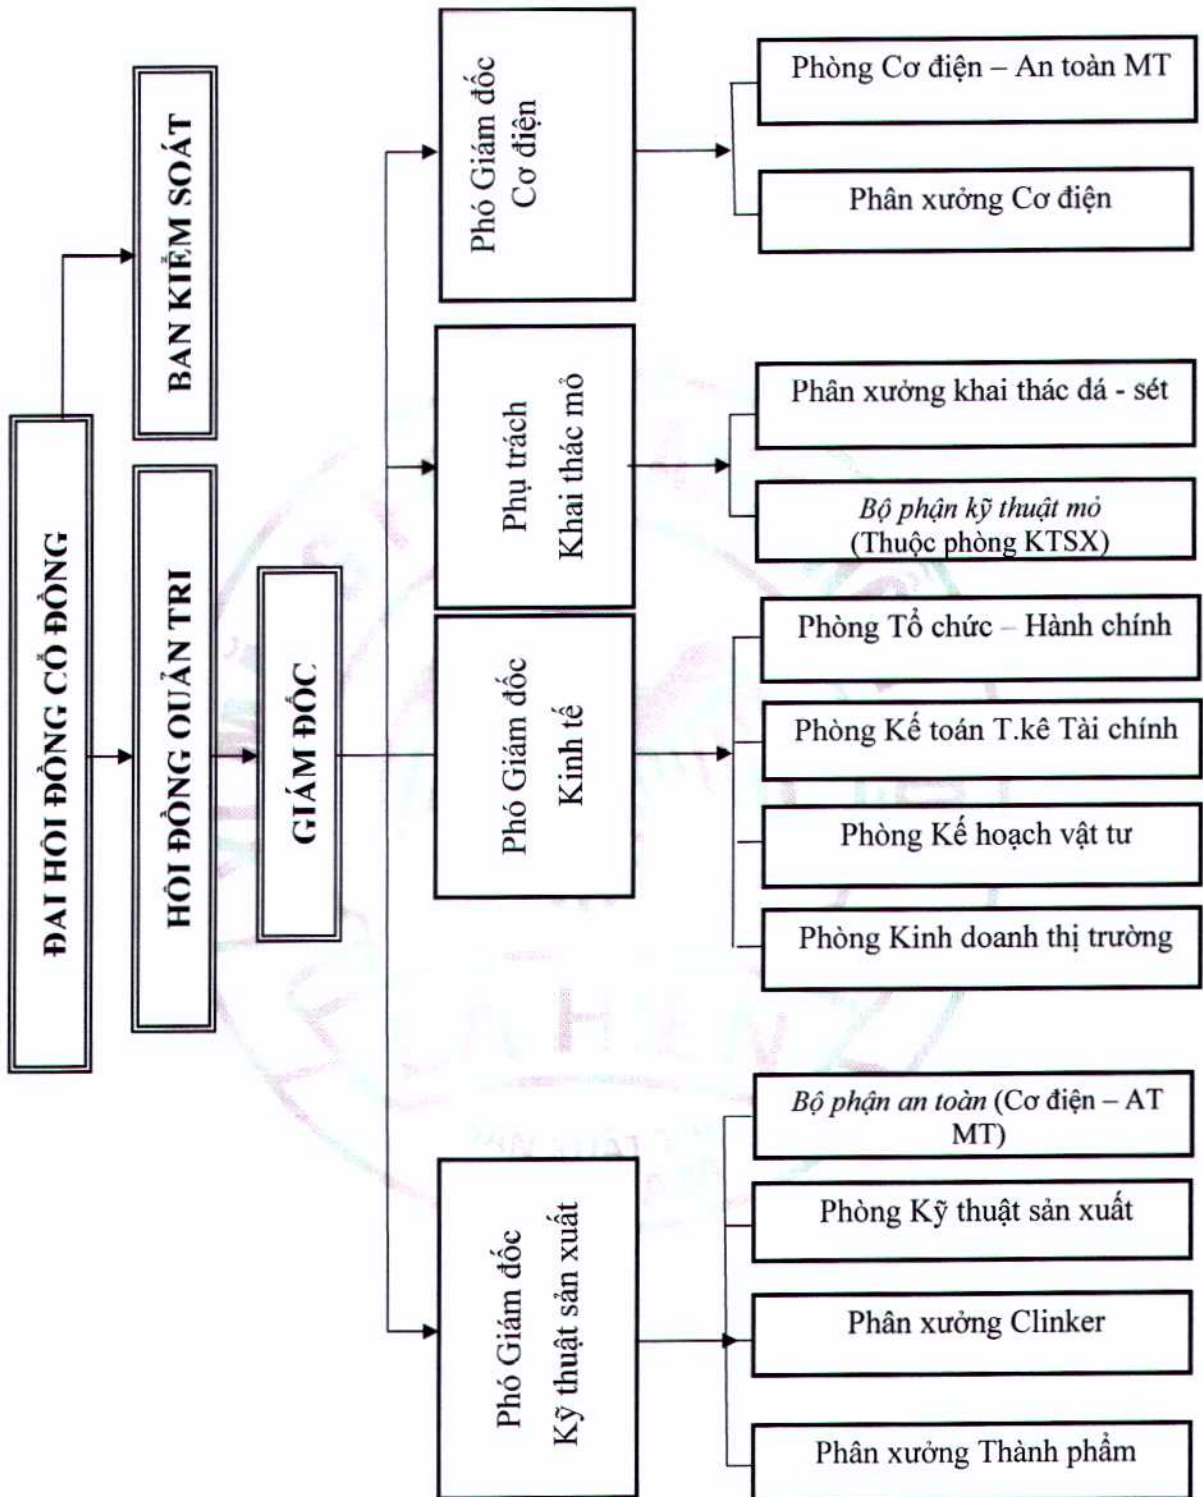 ĐẠI HỘI ĐỒNG CỔ ĐÔNG
BAN KIỂM SOÁT
HỘI ĐỒNG QUẢN TRỊ
GIÁM ĐỐC
Phó Giám đốc
Cơ điện
Phòng Cơ điện – An toàn MT
Phân xưởng Cơ điện
Phụ trách
Khai thác mỏ
Phân xưởng khai thác đá - sét
Bộ phận kỹ thuật mỏ
(Thuộc phòng KTSX)
Phó Giám đốc
Kinh tế
Phòng Tổ chức – Hành chính
Phòng Kế toán T.kê Tài chính
Phòng Kế hoạch vật tư
Phòng Kinh doanh thị trường
Phó Giám đốc
Kỹ thuật sản xuất
Bộ phận an toàn (Cơ điện – AT
MT)
Phòng Kỹ thuật sản xuất
Phân xưởng Clinker
Phân xưởng Thành phẩm